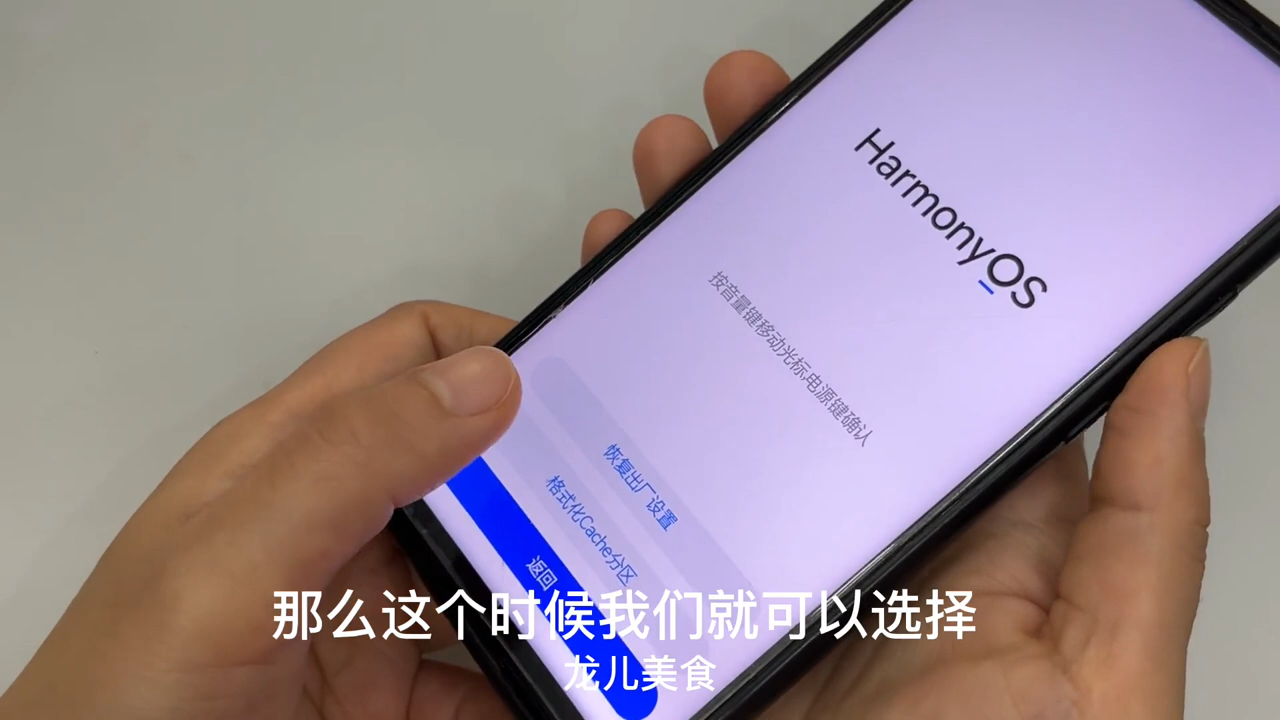 HarmonyOS
按音量键移动光标,电源键确认
恢复出厂设置
格式化Cache分区
返回
那么这个时候我们就可以选择
龙儿美食